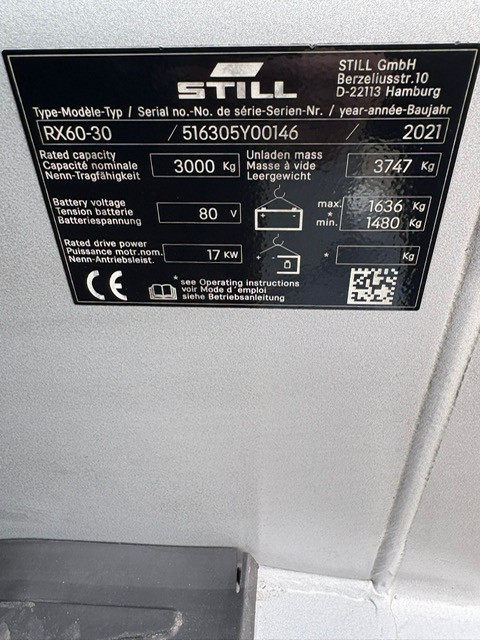 STILL
STILL GmbH
Berzeliusstr.10
D-22113 Hamburg
Type-Modèle-Typ / Serial no.-No. de série-Serien-Nr. / year-année-Baujahr
RX60-30 / 516305Y00146 / 2021
Rated capacity
Capacité nominale
Nenn-Tragfähigkeit
3000 Kg
Unladen mass
Masse à vide
Leergewicht
3747 Kg
Battery voltage
Tension batterie
Batteriespannung
80 V
+ -
max. 1636 Kg
*
min. 1480 Kg
Rated drive power
Puissance motr.nom.
Nenn-Antriebsleist.
17 KW
+ -
* Kg
CE
* see Operating instructions
voir Mode d'emploi
siehe Betriebsanleitung